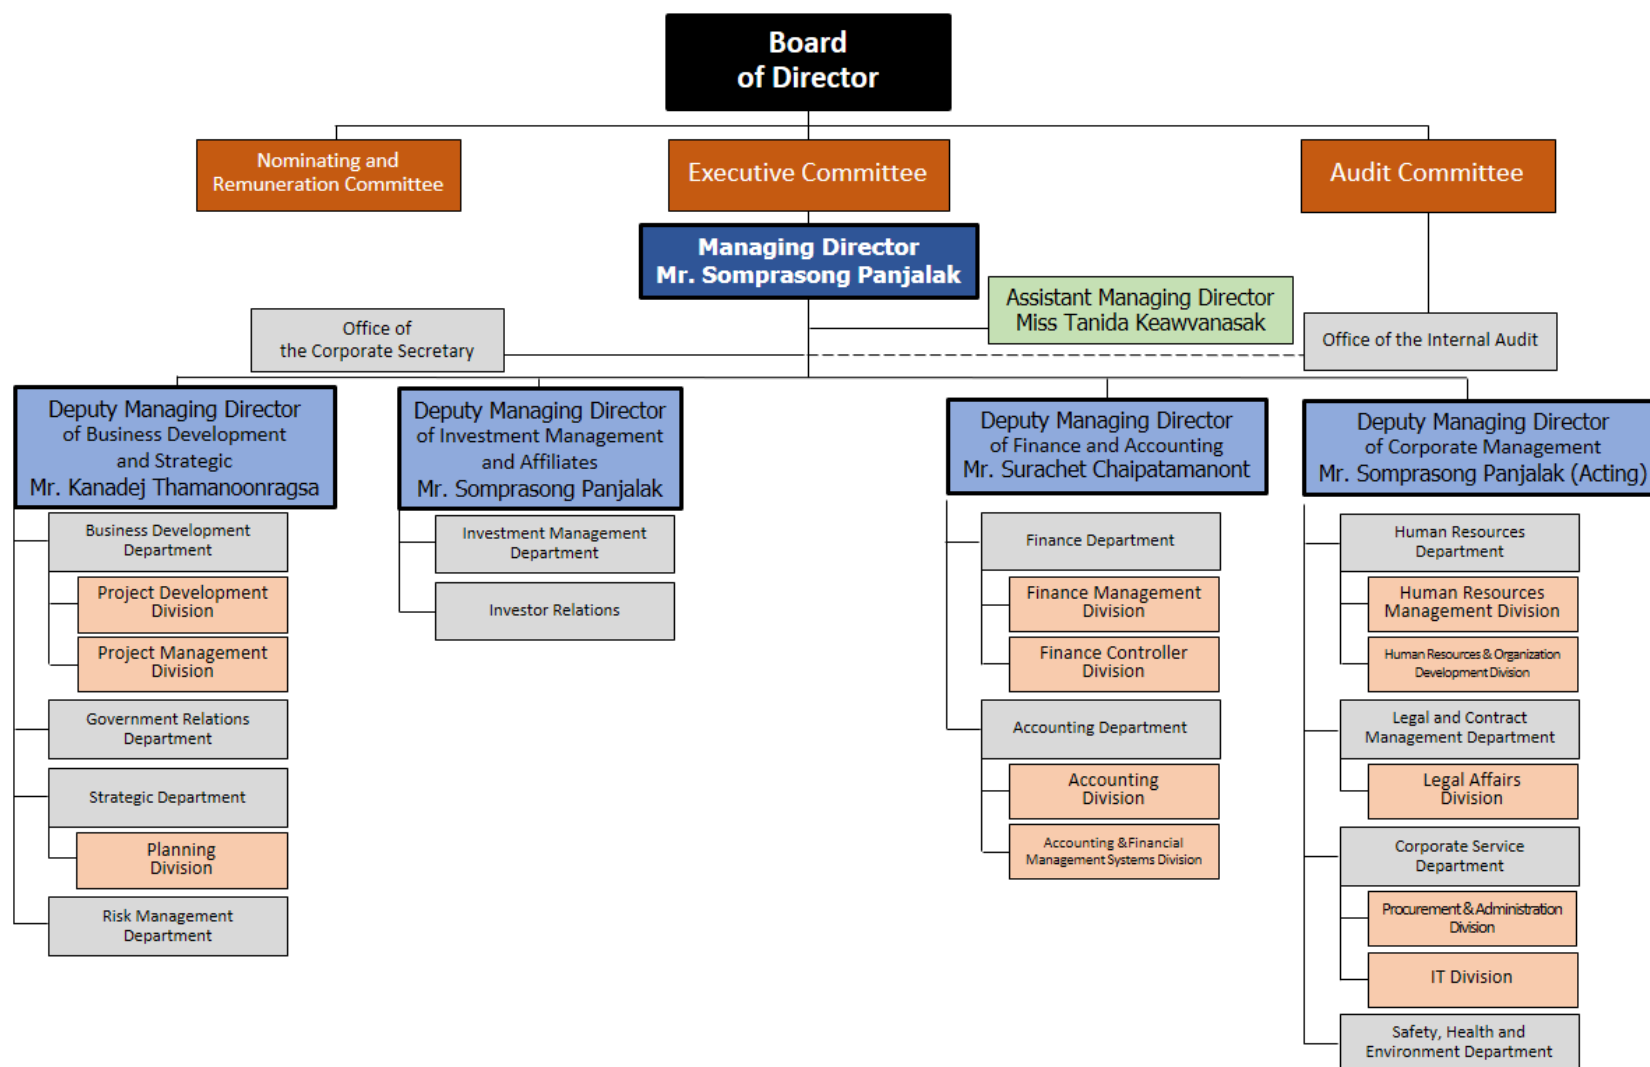 Board
of Director
Nominating and
Remuneration Committee
Executive Committee
Audit Committee
Managing Director
Mr. Somprasong Panjalak
Assistant Managing Director
Miss Tanida Keawvanasak
Office of
the Corporate Secretary
Office of the Internal Audit
Deputy Managing Director
of Business Development
and Strategic
Mr. Kanadej Thamanoonragsa
Deputy Managing Director
of Investment Management
and Affiliates
Mr. Somprasong Panjalak
Deputy Managing Director
of Finance and Accounting
Mr. Surachet Chaipatamanont
Deputy Managing Director
of Corporate Management
Mr. Somprasong Panjalak (Acting)
Business Development
Department
Project Development
Division
Project Management
Division
Government Relations
Department
Strategic Department
Planning
Division
Risk Management
Department
Investment Management
Department
Investor Relations
Finance Department
Finance Management
Division
Finance Controller
Division
Accounting Department
Accounting
Division
Accounting & Financial
Management Systems Division
Human Resources
Department
Human Resources
Management Division
Human Resources & Organization
Development Division
Legal and Contract
Management Department
Legal Affairs
Division
Corporate Service
Department
Procurement & Administration
Division
IT Division
Safety, Health and
Environment Department